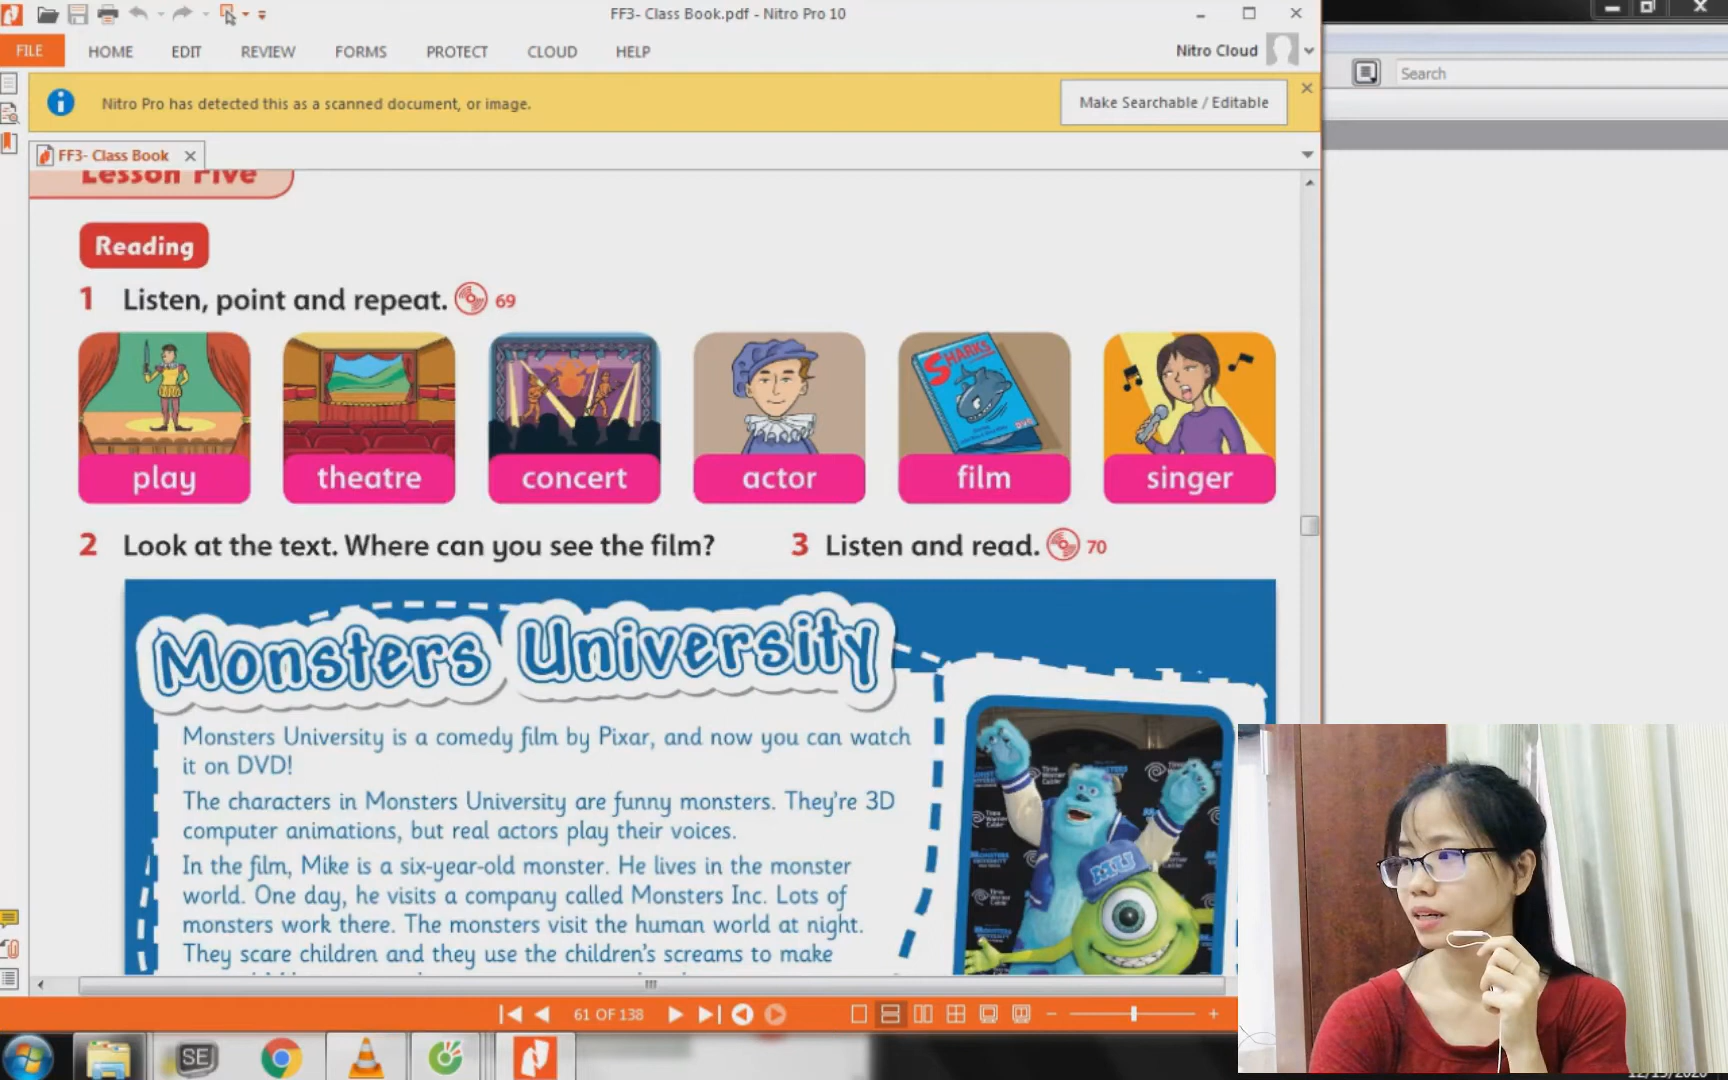 FF3- Class Book.pdf - Nitro Pro 10
FILE HOME EDIT REVIEW FORMS PROTECT CLOUD HELP
Nitro Cloud
Search
Nitro Pro has detected this as a scanned document, or image.
Make Searchable / Editable
FF3- Class Book
Lesson Five
Reading
1 Listen, point and repeat. 69
SHARKS
play
theatre
concert
actor
film
singer
2 Look at the text. Where can you see the film?
3 Listen and read. 70
Monsters University
Monsters University is a comedy film by Pixar, and now you can watch
it on DVD!
The characters in Monsters University are funny monsters. They're 3D
computer animations, but real actors play their voices.
In the film, Mike is a six-year-old monster. He lives in the monster
world. One day, he visits a company called Monsters Inc. Lots of
monsters work there. The monsters visit the human world at night.
They scare children and they use the children's screams to make
MU
61 OF 138
SE